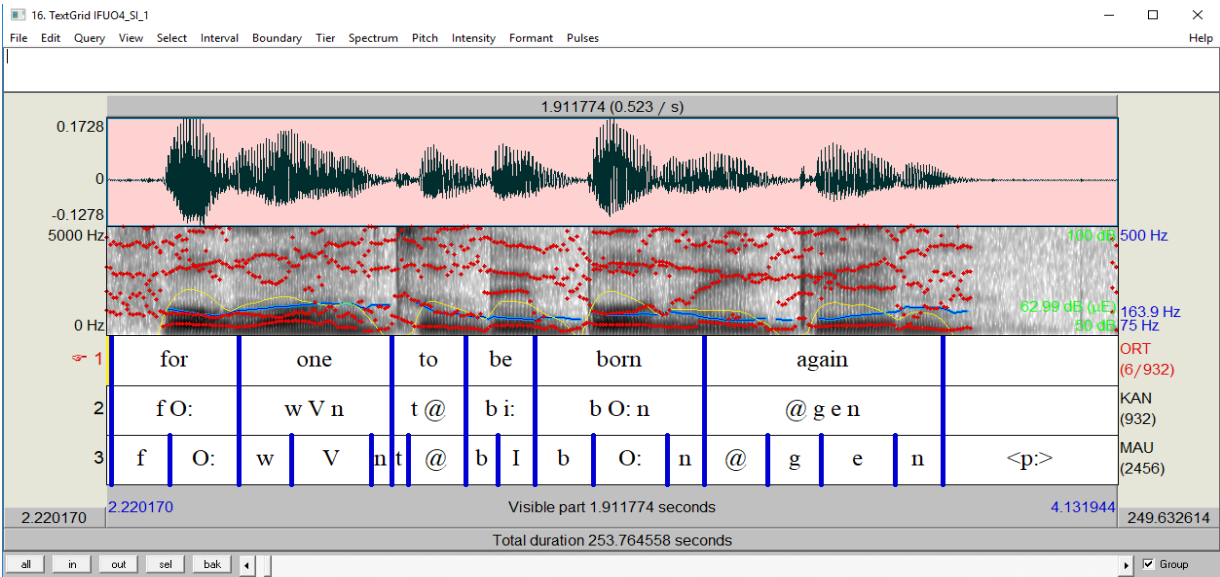 16. TextGrid IFUO4_SI_1
File Edit Query View Select Interval Boundary Tier Spectrum Pitch Intensity Formant Pulses Help
1.911774 (0.523 / s)
0.1728
0
-0.1278
5000 Hz 100 dB 500 Hz
62.99 dB (µE) 163.9 Hz
0 Hz 50 dB 75 Hz
1 for one to be born again ORT
(6/932)
2 f O: w V n t @ b i: b O: n @ g e n KAN
(932)
3 f O: w V n t @ b I b O: n @ g e n <p:> MAU
(2456)
2.220170 Visible part 1.911774 seconds 4.131944
2.220170 249.632614
Total duration 253.764558 seconds
all in out sel bak Group